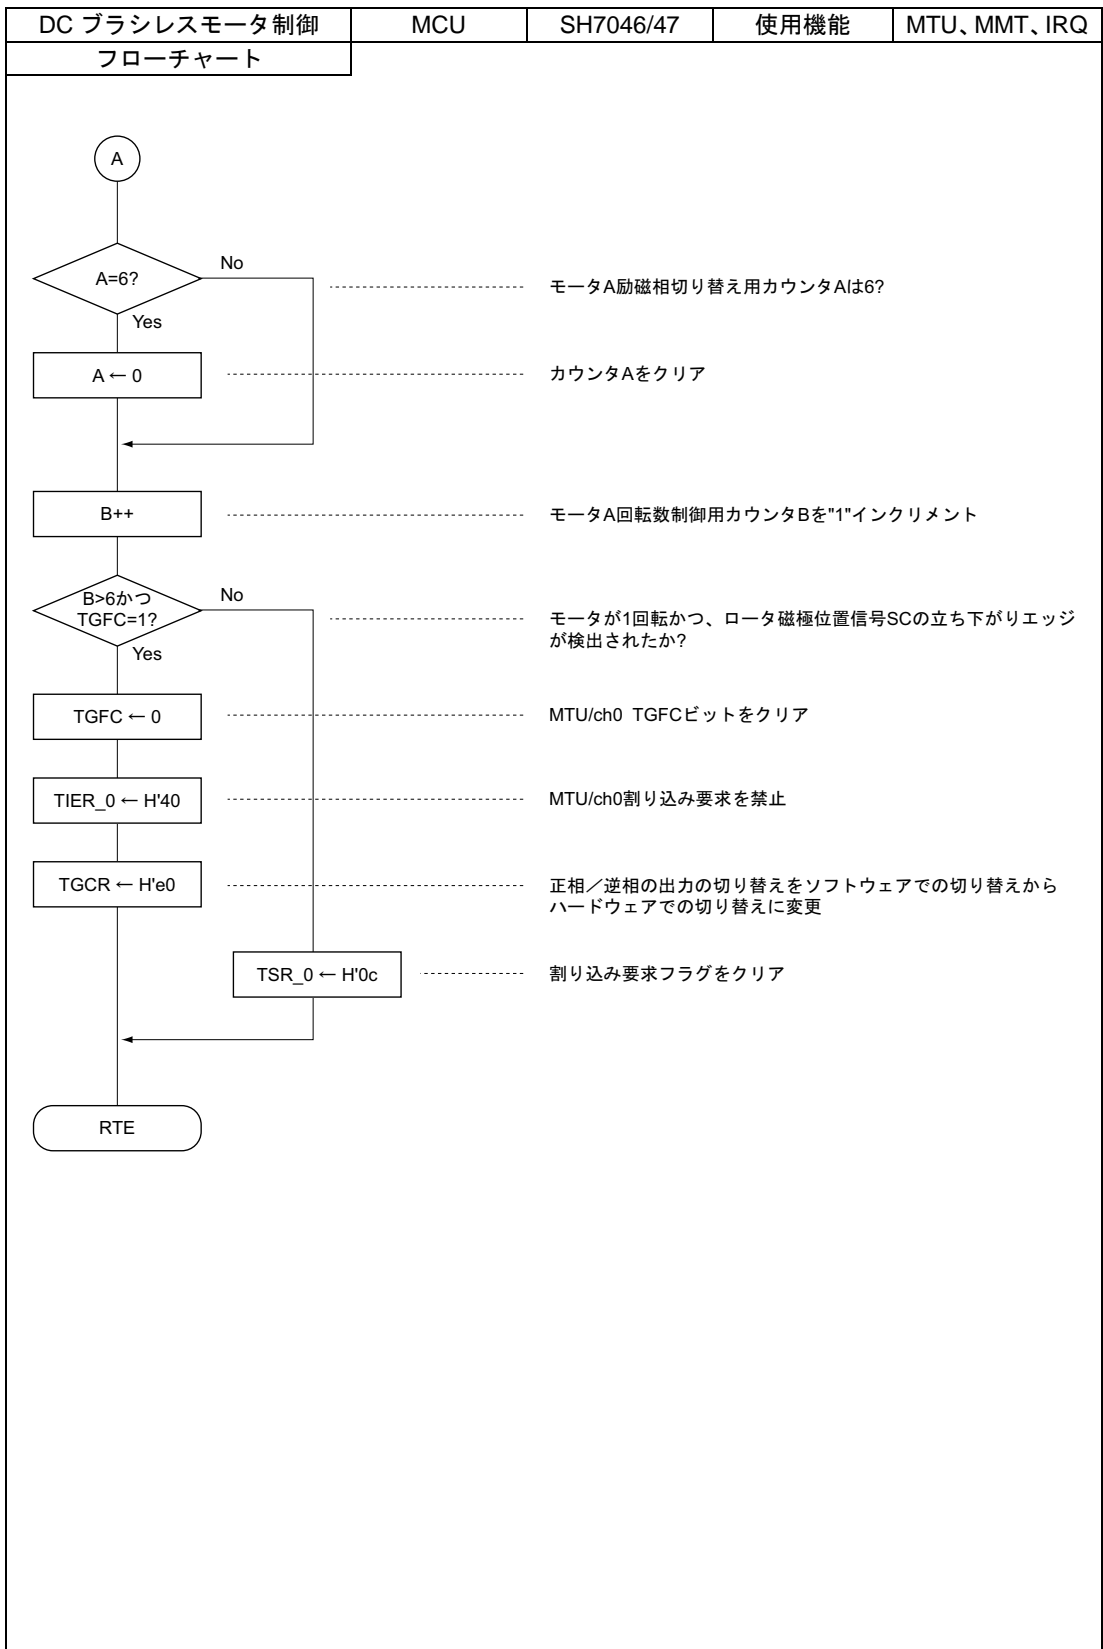 DC ブラシレスモータ制御 MCU SH7046/47 使用機能 MTU、MMT、IRQ
フローチャート
A
A=6?
No
モータA励磁相切り替え用カウンタAは6?
Yes
A ← 0
カウンタAをクリア
B++
モータA回転数制御用カウンタBを"1"インクリメント
B>6かつ
TGFC=1?
No
モータが1回転かつ、ロータ磁極位置信号SCの立ち下がりエッジ
が検出されたか?
Yes
TGFC ← 0
MTU/ch0 TGFCビットをクリア
TIER_0 ← H'40
MTU/ch0割り込み要求を禁止
TGCR ← H'e0
正相／逆相の出力の切り替えをソフトウェアでの切り替えから
ハードウェアでの切り替えに変更
TSR_0 ← H'0c
割り込み要求フラグをクリア
RTE